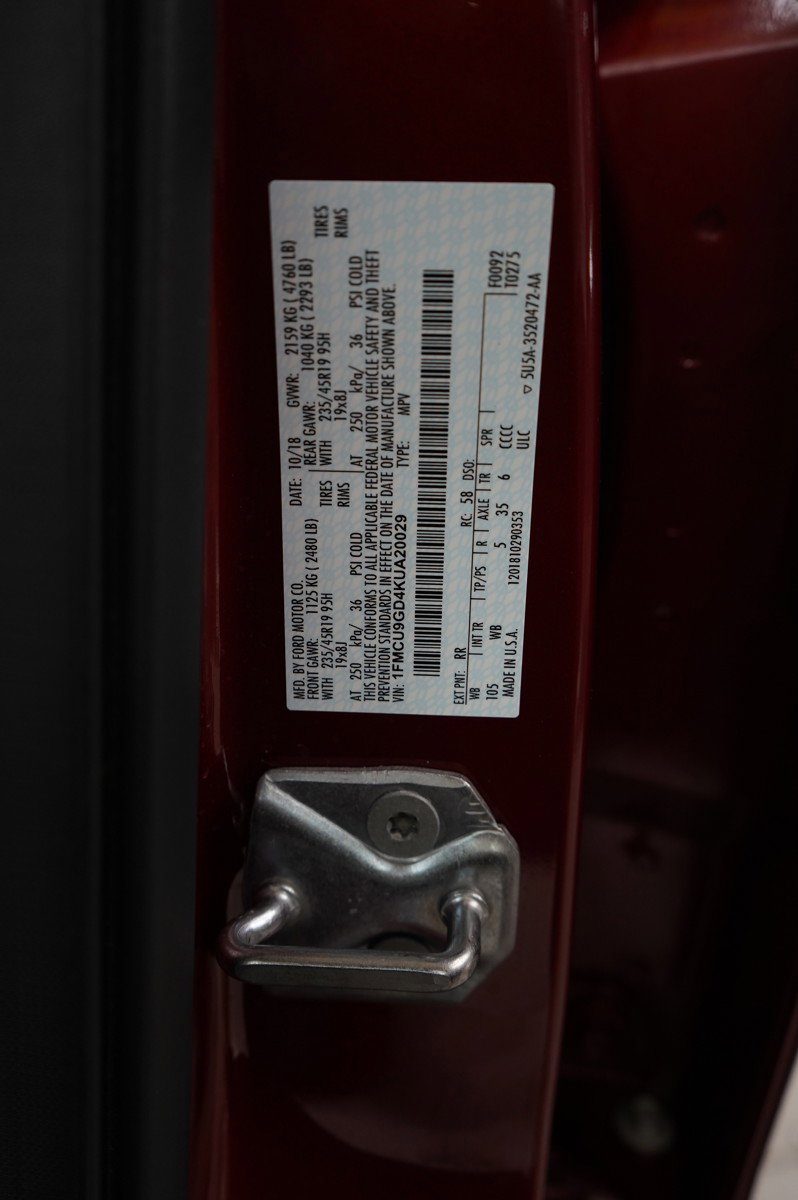 MFD. BY FORD MOTOR CO. DATE: 10/18 GVWR: 2159 KG ( 4760 LB)
FRONT GAWR: 1125 KG ( 2480 LB) REAR GAWR: 1040 KG ( 2293 LB)
WITH 235/45R19 95H TIRES WITH 235/45R19 95H TIRES
19x8J RIMS 19x8J RIMS
AT 250 kPa/ 36 PSI COLD AT 250 kPa/ 36 PSI COLD
THIS VEHICLE CONFORMS TO ALL APPLICABLE FEDERAL MOTOR VEHICLE SAFETY AND THEFT
PREVENTION STANDARDS IN EFFECT ON THE DATE OF MANUFACTURE SHOWN ABOVE.
VIN: 1FMCU9GD4KUA20029 TYPE: MPV
EXT PNT: RR RC: 58 DSO: F0092
WB INT TR TP/PS R AXLE TR SPR T0275
105 WB 5 35 6 CCCC
MADE IN U.S.A. 1201810290353 ULC ▽ 5U5A-3520472-AA